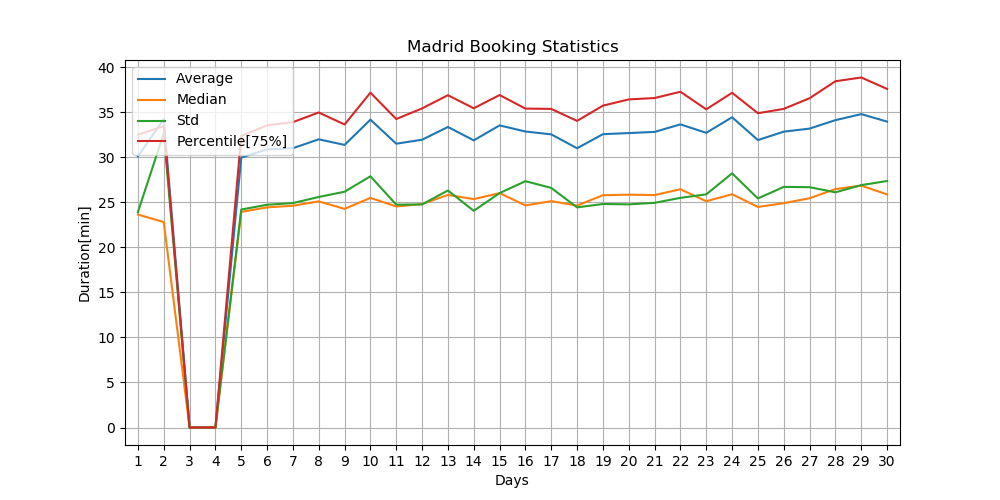 Madrid Booking Statistics
Average
Median
Std
Percentile[75%]
40
35
30
25
20
15
10
5
0
Duration[min]
1 2 3 4 5 6 7 8 9 10 11 12 13 14 15 16 17 18 19 20 21 22 23 24 25 26 27 28 29 30
Days